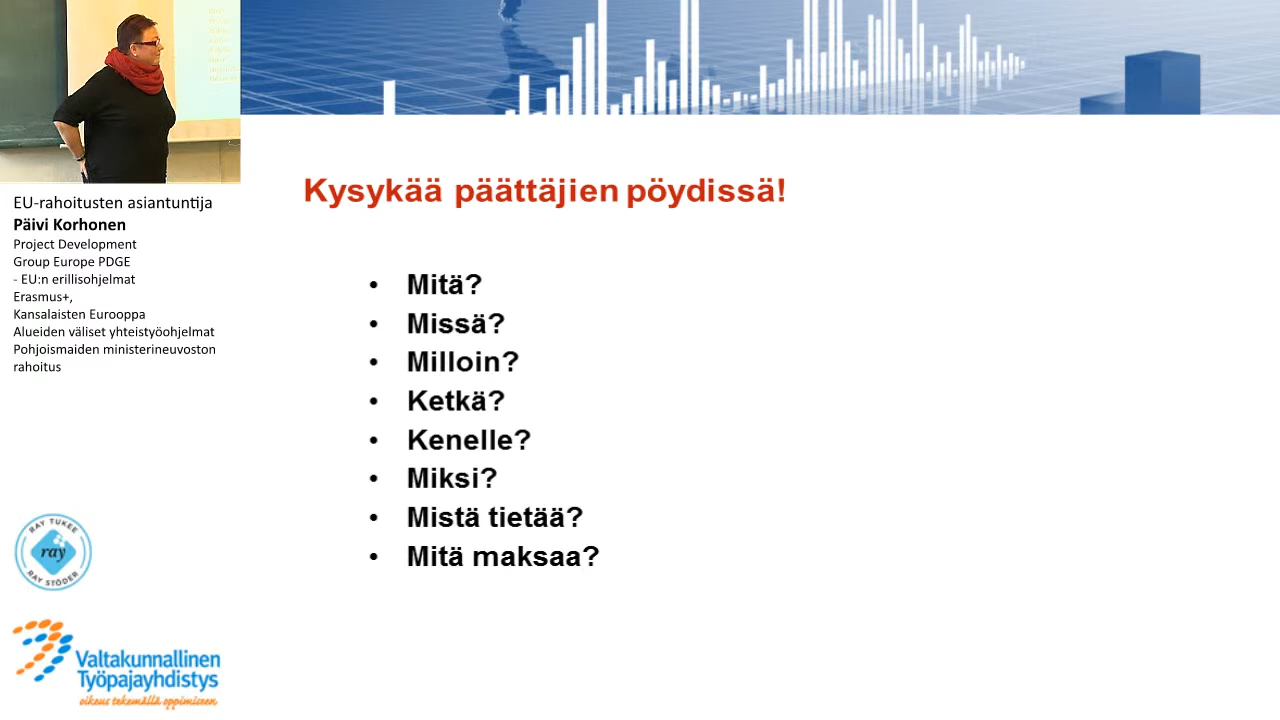 EU-rahoitusten asiantuntija
Päivi Korhonen
Project Development
Group Europe PDGE
- EU:n erillisohjelmat
Erasmus+,
Kansalaisten Eurooppa
Alueiden väliset yhteistyöohjelmat
Pohjoismaiden ministerineuvoston
rahoitus
Kysykää päättäjien pöydissä!
• Mitä?
• Missä?
• Milloin?
• Ketkä?
• Kenelle?
• Miksi?
• Mistä tietää?
• Mitä maksaa?
RAY TUKEE
ray
RAY STÖDER
Valtakunnallinen
Työpajayhdistys
oikeus tekemällä oppimiseen